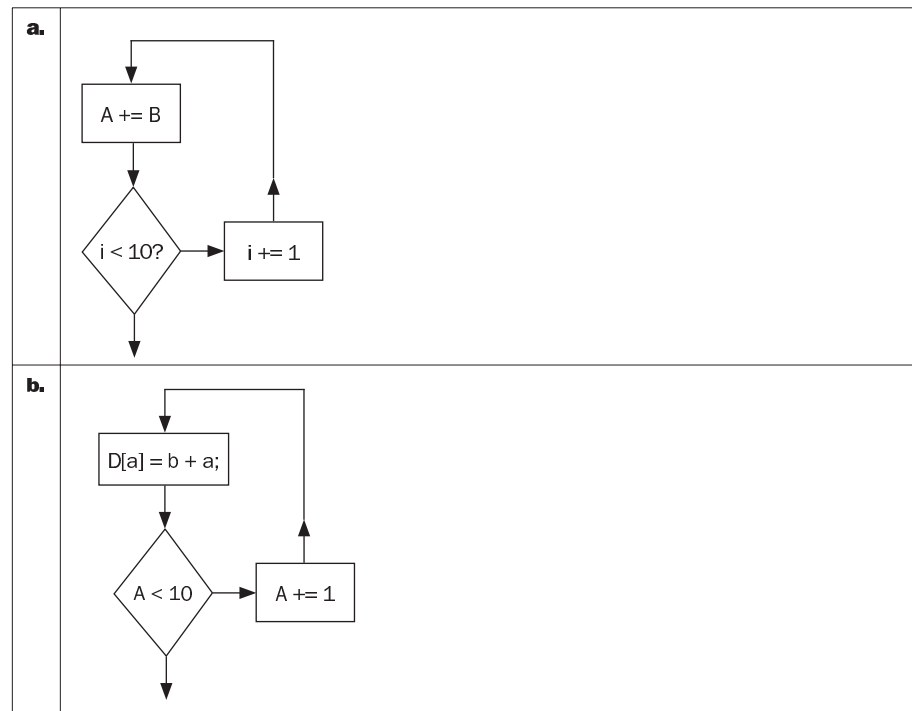 a.
A += B
i < 10?
i += 1
b.
D[a] = b + a;
A < 10
A += 1